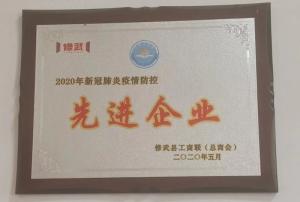 修武
2020年新冠肺炎疫情防控
先进企业
修武县工商联（总商会）
二〇二〇年五月